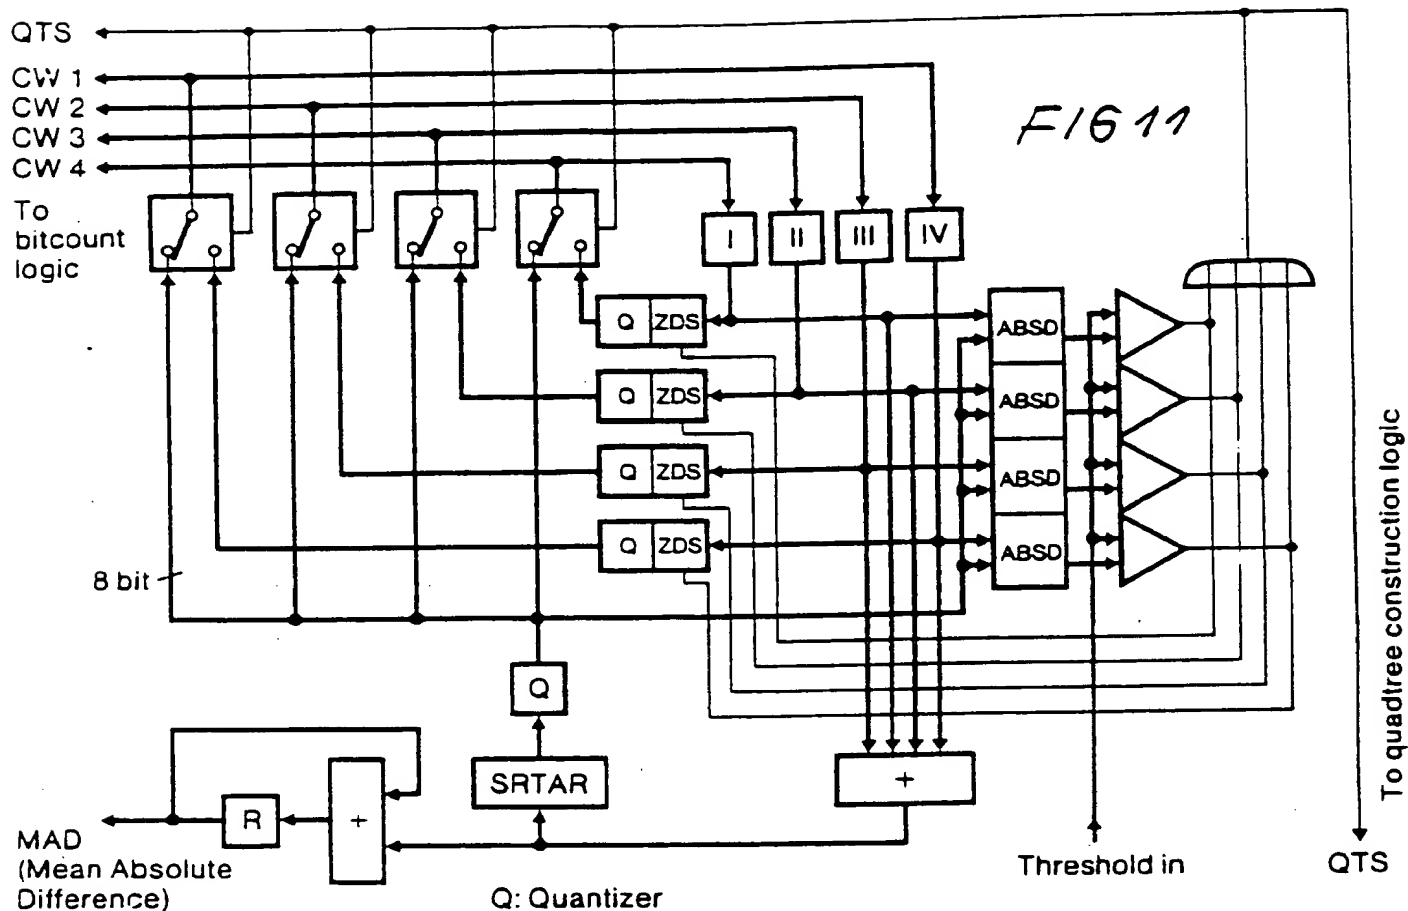 QTS
CW 1
CW 2
CW 3
CW 4
FIG 11
To
bitcount
logic
I
II
III
IV
Q ZDS
ABSD
Q ZDS
ABSD
Q ZDS
ABSD
Q ZDS
ABSD
8 bit
To quadtree construction logic
Q
SRTAR
+
R
+
MAD
(Mean Absolute
Difference)
Q: Quantizer
Threshold in
QTS